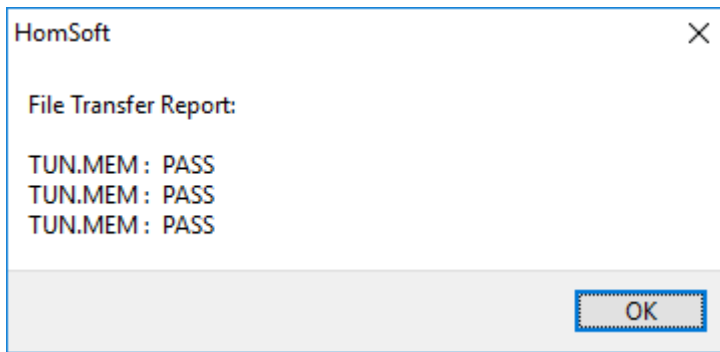 HomSoft
File Transfer Report:
TUN.MEM : PASS
TUN.MEM : PASS
TUN.MEM : PASS
OK